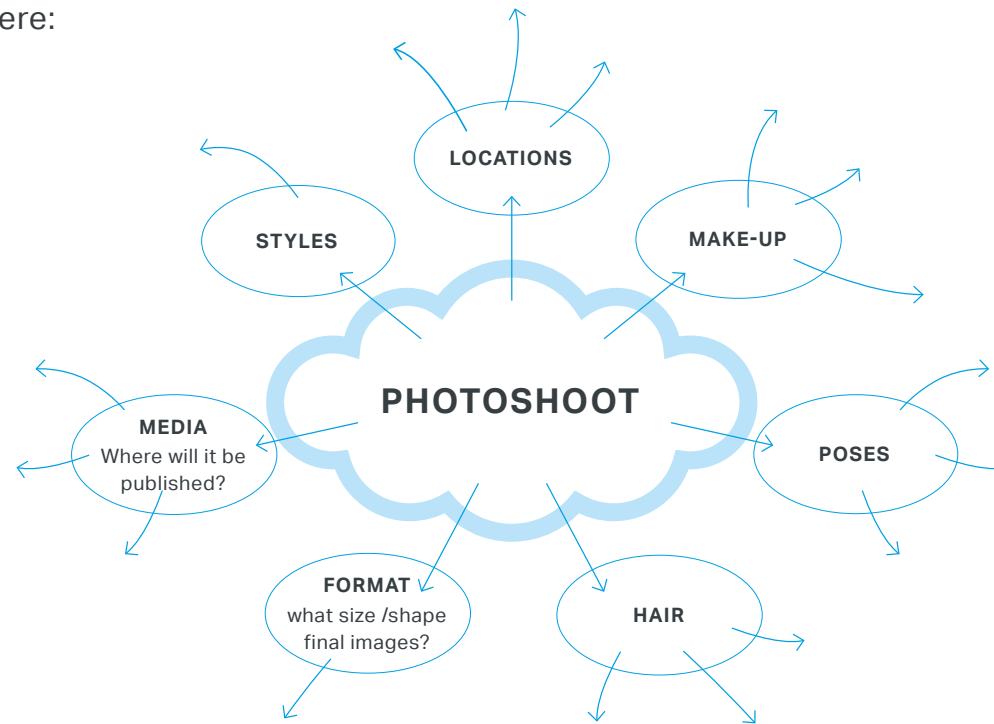 ere:
LOCATIONS
STYLES
MAKE-UP
PHOTOSHOOT
MEDIA
Where will it be
published?
POSES
FORMAT
what size /shape
final images?
HAIR